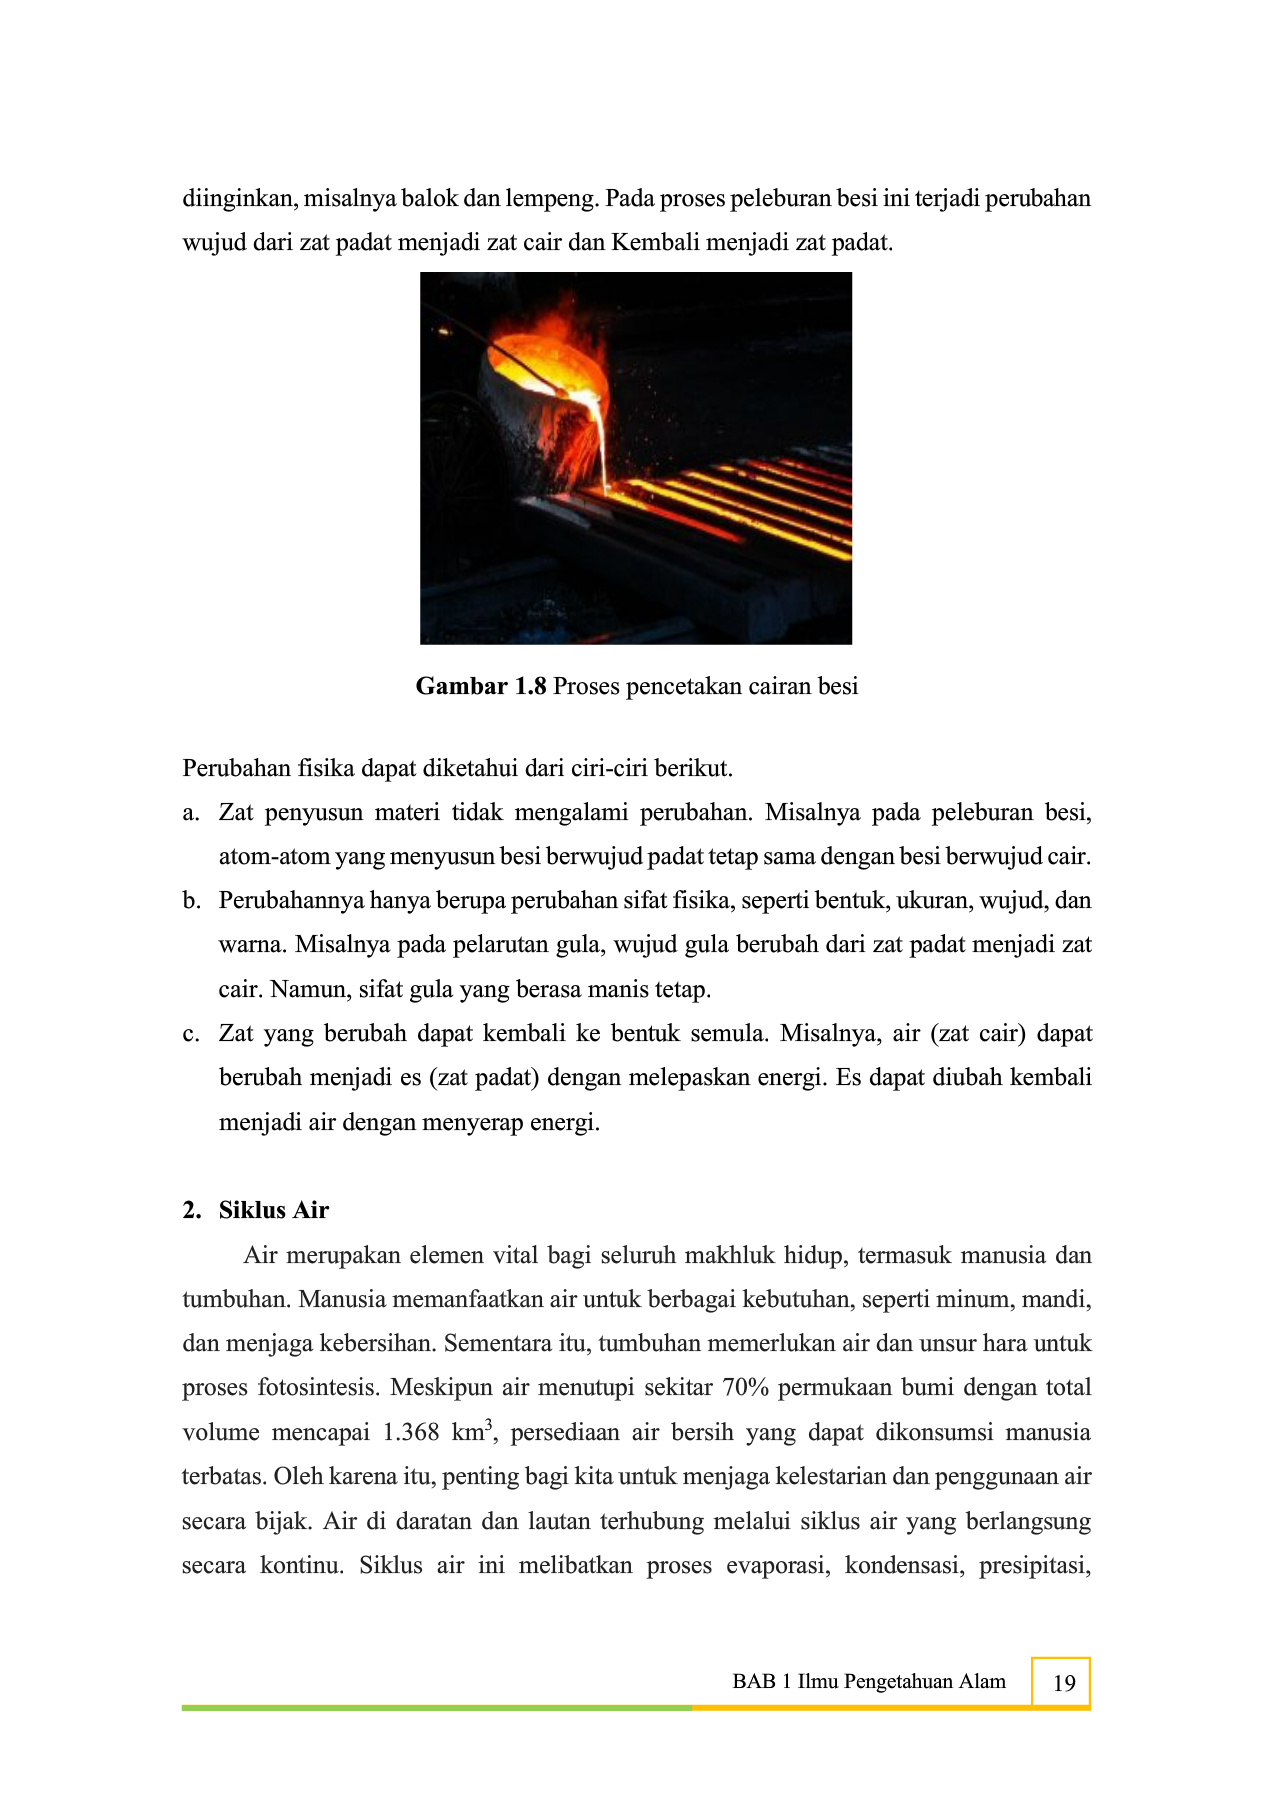 diinginkan, misalnya balok dan lempeng. Pada proses peleburan besi ini terjadi perubahan
wujud dari zat padat menjadi zat cair dan Kembali menjadi zat padat.
Gambar 1.8 Proses pencetakan cairan besi
Perubahan fisika dapat diketahui dari ciri-ciri berikut.
a. Zat penyusun materi tidak mengalami perubahan. Misalnya pada peleburan besi,
atom-atom yang menyusun besi berwujud padat tetap sama dengan besi berwujud cair.
b. Perubahannya hanya berupa perubahan sifat fisika, seperti bentuk, ukuran, wujud, dan
warna. Misalnya pada pelarutan gula, wujud gula berubah dari zat padat menjadi zat
cair. Namun, sifat gula yang berasa manis tetap.
c. Zat yang berubah dapat kembali ke bentuk semula. Misalnya, air (zat cair) dapat
berubah menjadi es (zat padat) dengan melepaskan energi. Es dapat diubah kembali
menjadi air dengan menyerap energi.
2. Siklus Air
Air merupakan elemen vital bagi seluruh makhluk hidup, termasuk manusia dan
tumbuhan. Manusia memanfaatkan air untuk berbagai kebutuhan, seperti minum, mandi,
dan menjaga kebersihan. Sementara itu, tumbuhan memerlukan air dan unsur hara untuk
proses fotosintesis. Meskipun air menutupi sekitar 70% permukaan bumi dengan total
volume mencapai 1.368 km³, persediaan air bersih yang dapat dikonsumsi manusia
terbatas. Oleh karena itu, penting bagi kita untuk menjaga kelestarian dan penggunaan air
secara bijak. Air di daratan dan lautan terhubung melalui siklus air yang berlangsung
secara kontinu. Siklus air ini melibatkan proses evaporasi, kondensasi, presipitasi,
BAB 1 Ilmu Pengetahuan Alam 19